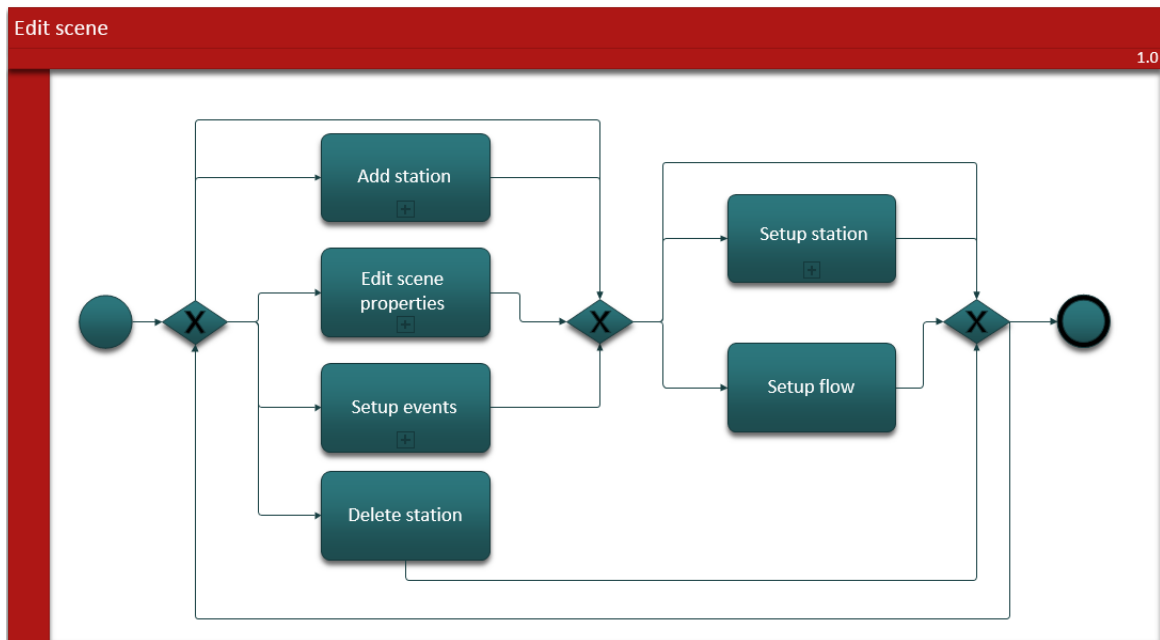 Edit scene
1.0
Add station
Edit scene
properties
Setup events
Delete station
Setup station
Setup flow
X
X
X